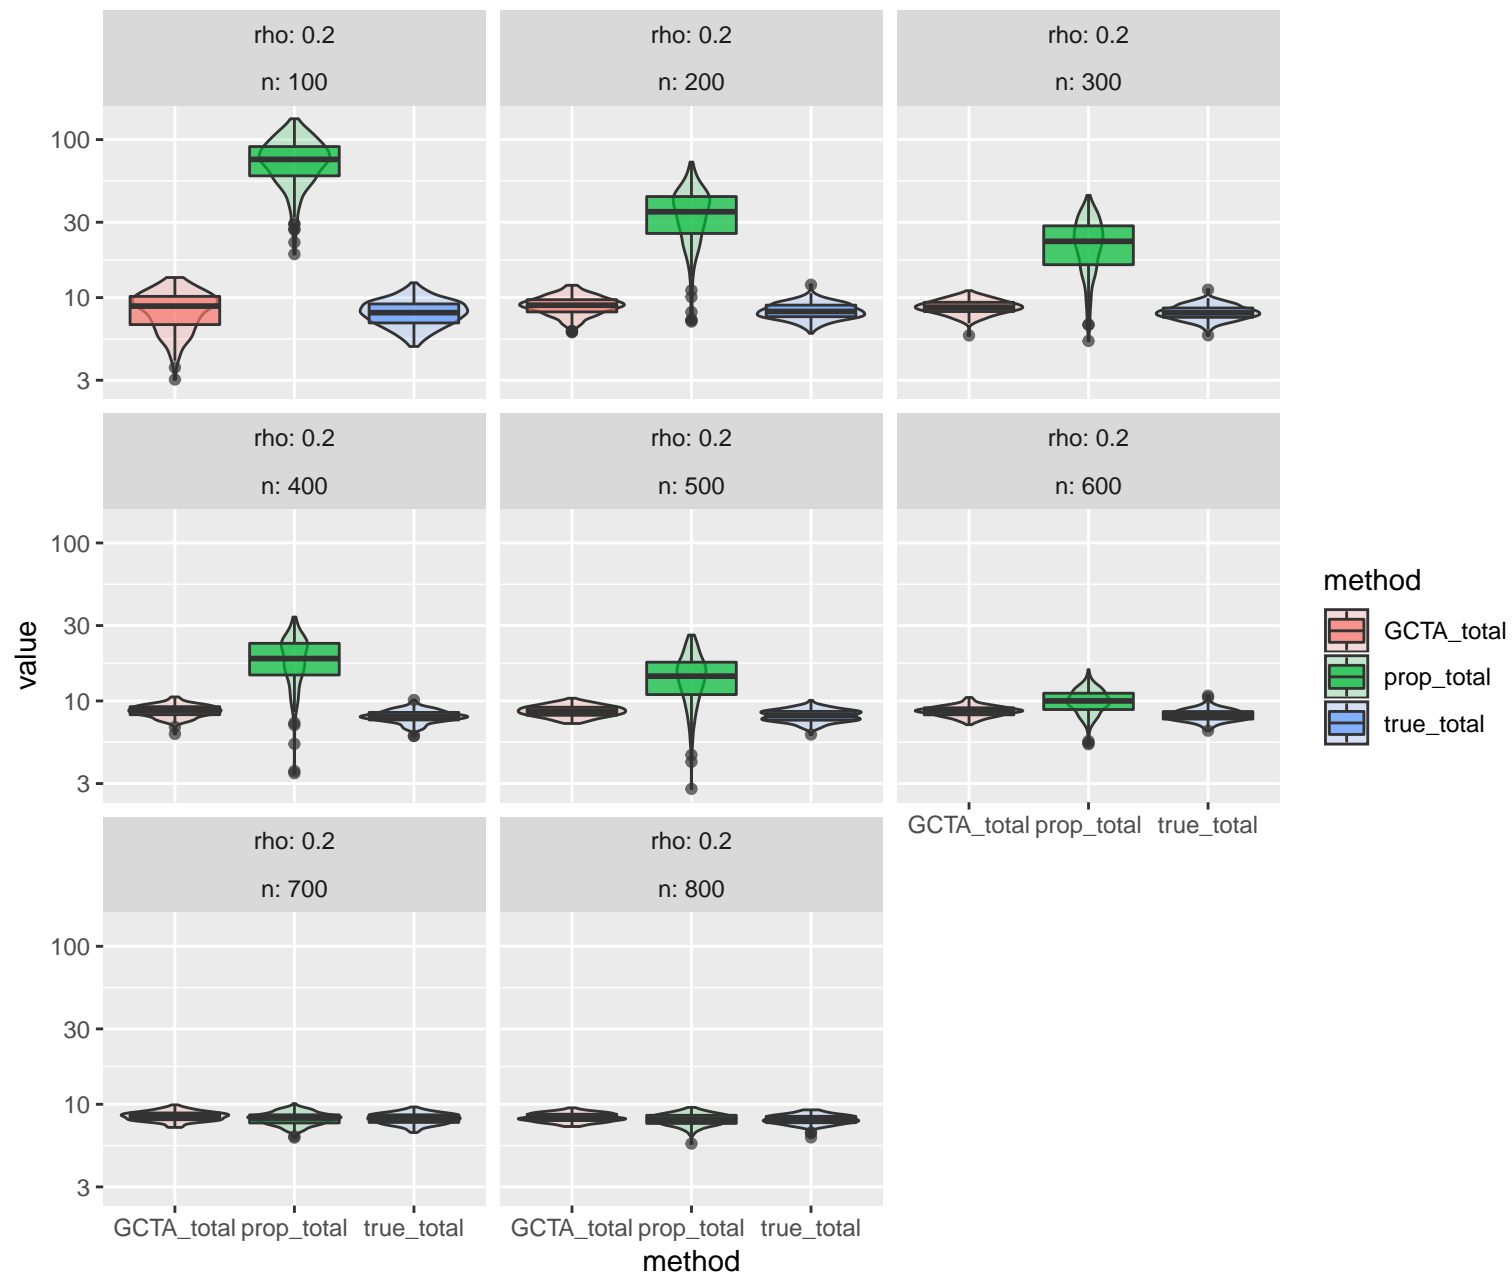 rho: 0.2
rho: 0.2
rho: 0.2
n: 100
n: 200
n: 300
100
30
10
3
rho: 0.2
rho: 0.2
rho: 0.2
n: 400
n: 500
n: 600
100
30
10
3
GCTA_total prop_total true_total
rho: 0.2
rho: 0.2
n: 700
n: 800
100
30
10
3
GCTA_total prop_total true_total
GCTA_total prop_total true_total
method
value
method
GCTA_total
prop_total
true_total